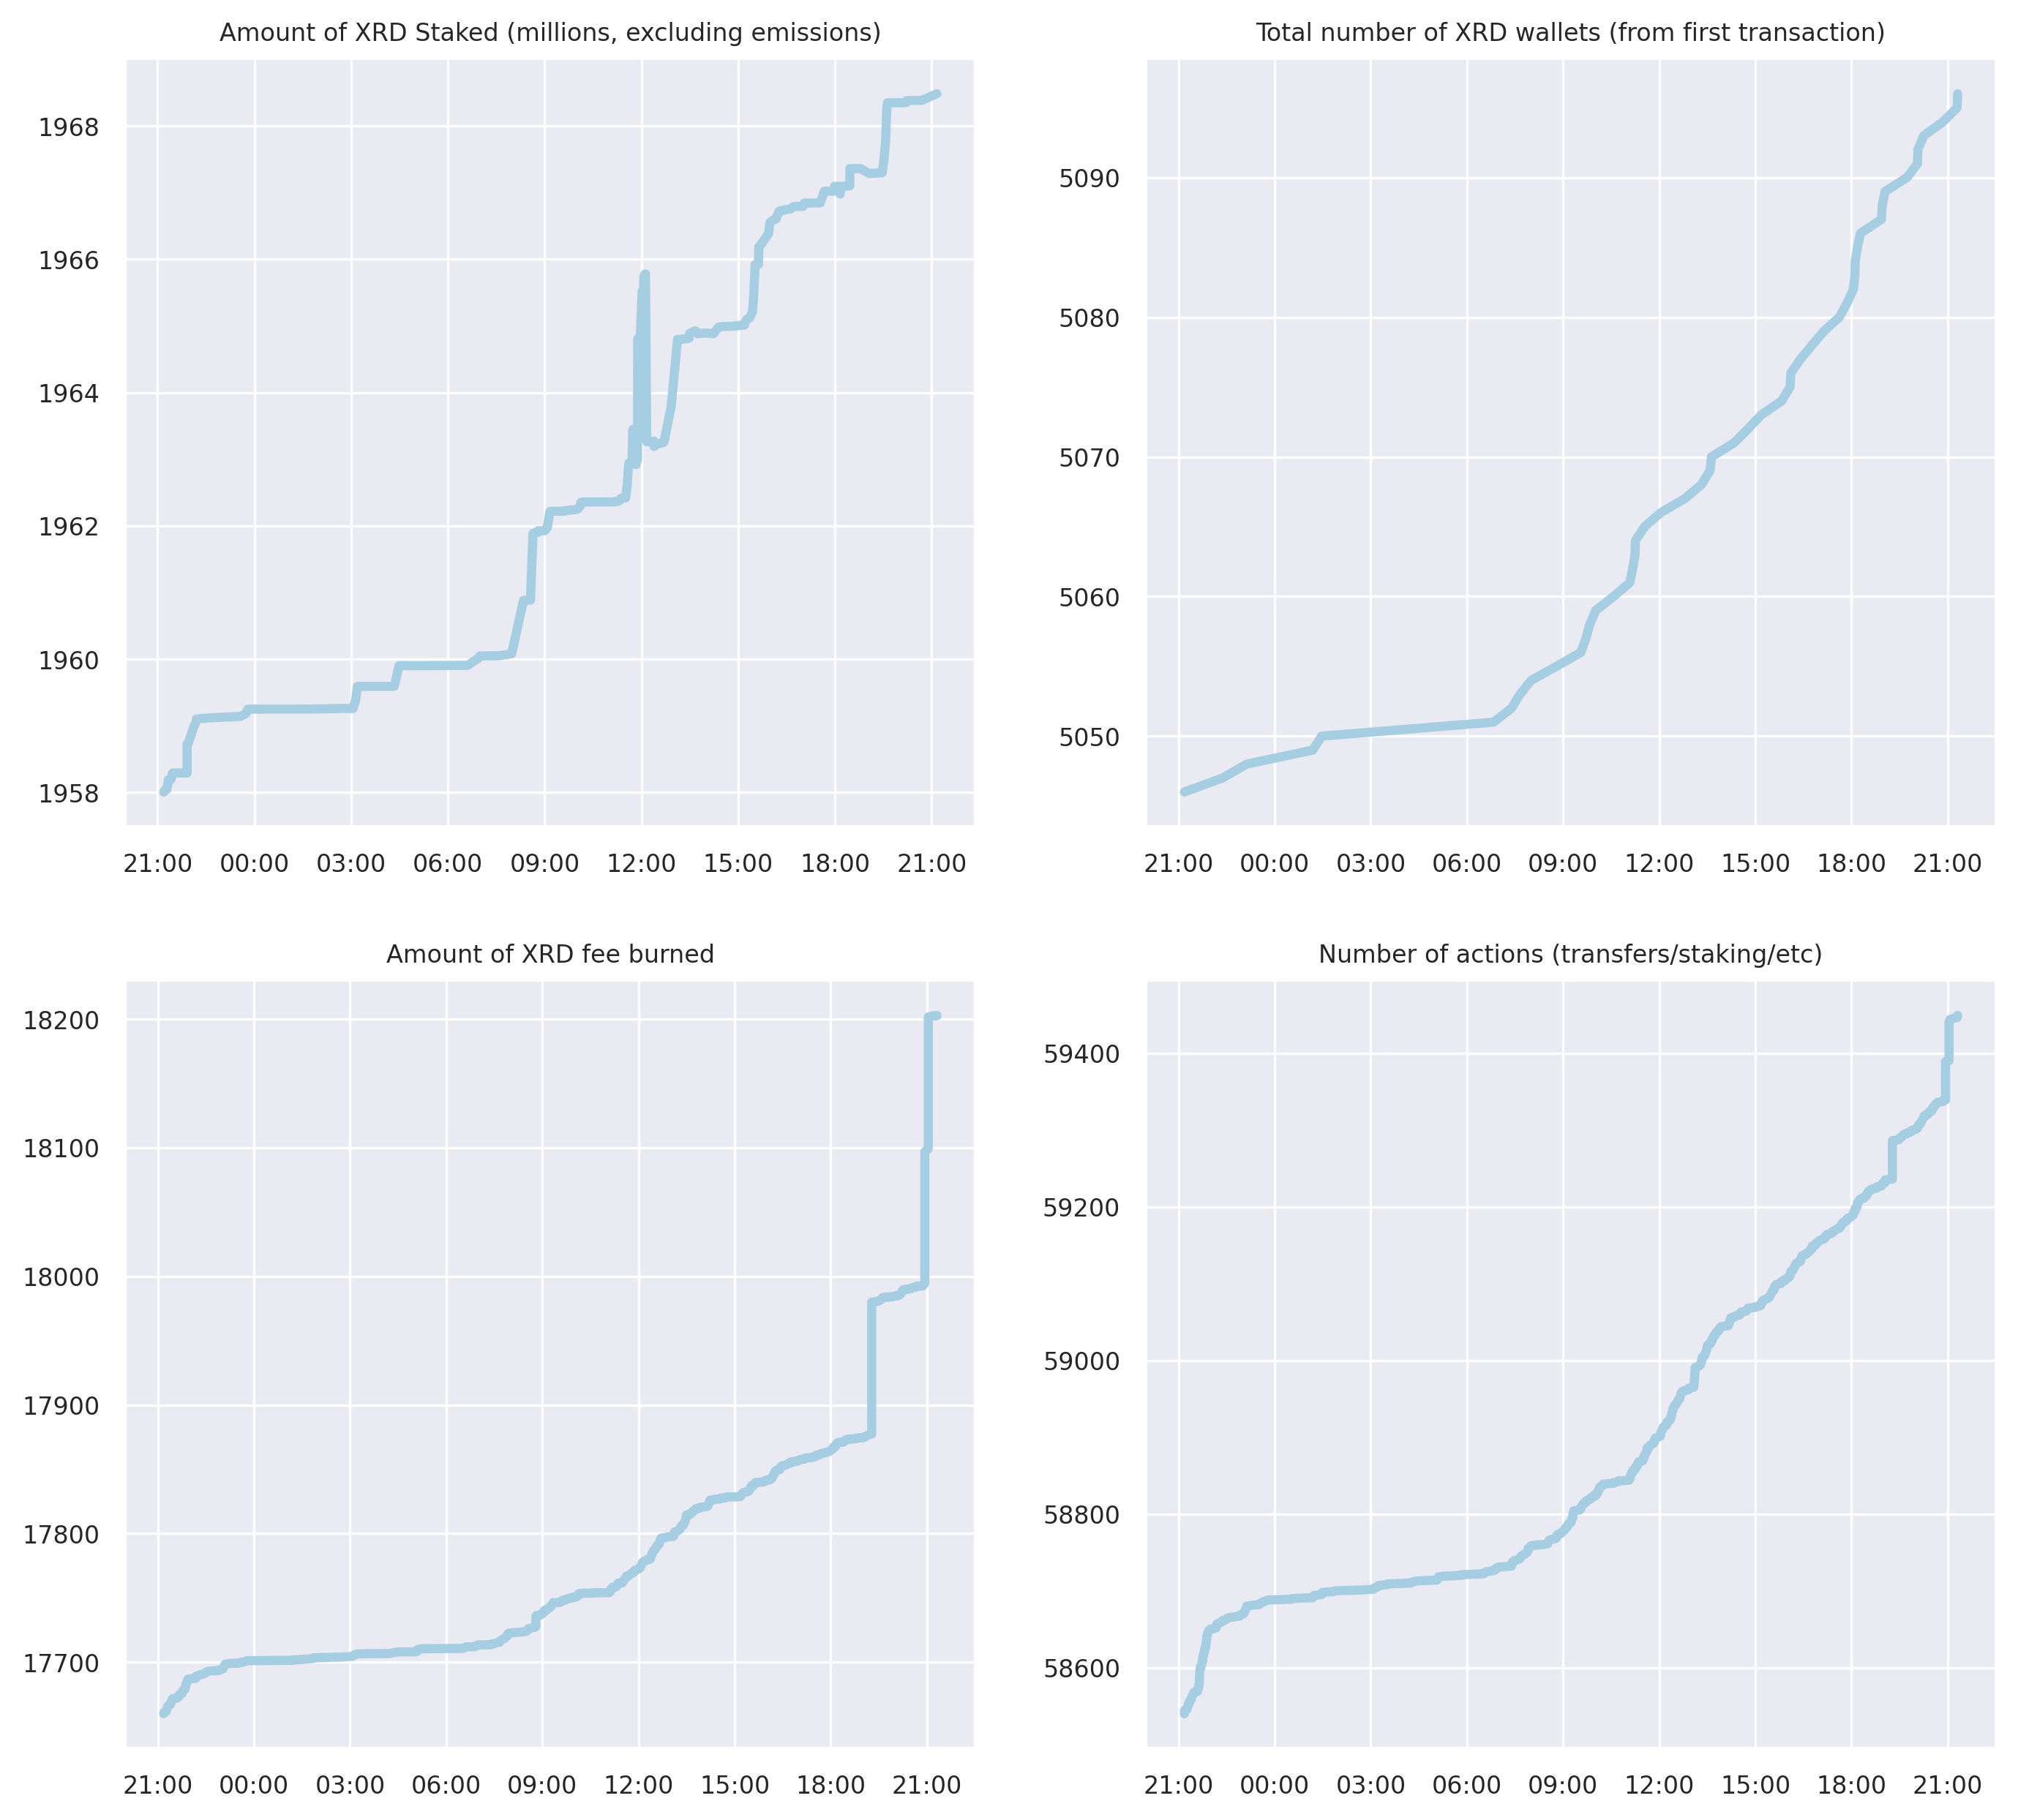 Amount of XRD Staked (millions, excluding emissions)
1968
1966
1964
1962
1960
1958
21:00 00:00 03:00 06:00 09:00 12:00 15:00 18:00 21:00
Total number of XRD wallets (from first transaction)
5090
5080
5070
5060
5050
21:00 00:00 03:00 06:00 09:00 12:00 15:00 18:00 21:00
Amount of XRD fee burned
18200
18100
18000
17900
17800
17700
21:00 00:00 03:00 06:00 09:00 12:00 15:00 18:00 21:00
Number of actions (transfers/staking/etc)
59400
59200
59000
58800
58600
21:00 00:00 03:00 06:00 09:00 12:00 15:00 18:00 21:00